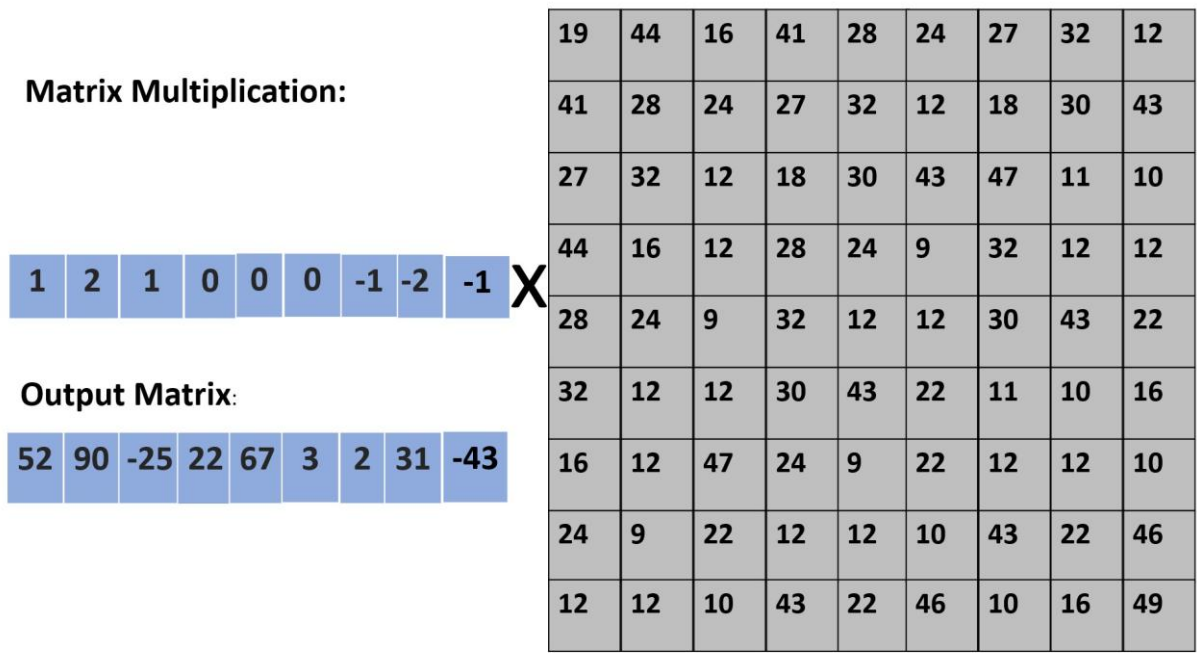 Matrix Multiplication:
1 2 1 0 0 0 -1 -2 -1 X
Output Matrix:
52 90 -25 22 67 3 2 31 -43
19 44 16 41 28 24 27 32 12
41 28 24 27 32 12 18 30 43
27 32 12 18 30 43 47 11 10
44 16 12 28 24 9 32 12 12
28 24 9 32 12 12 30 43 22
32 12 12 30 43 22 11 10 16
16 12 47 24 9 22 12 12 10
24 9 22 12 12 10 43 22 46
12 12 10 43 22 46 10 16 49